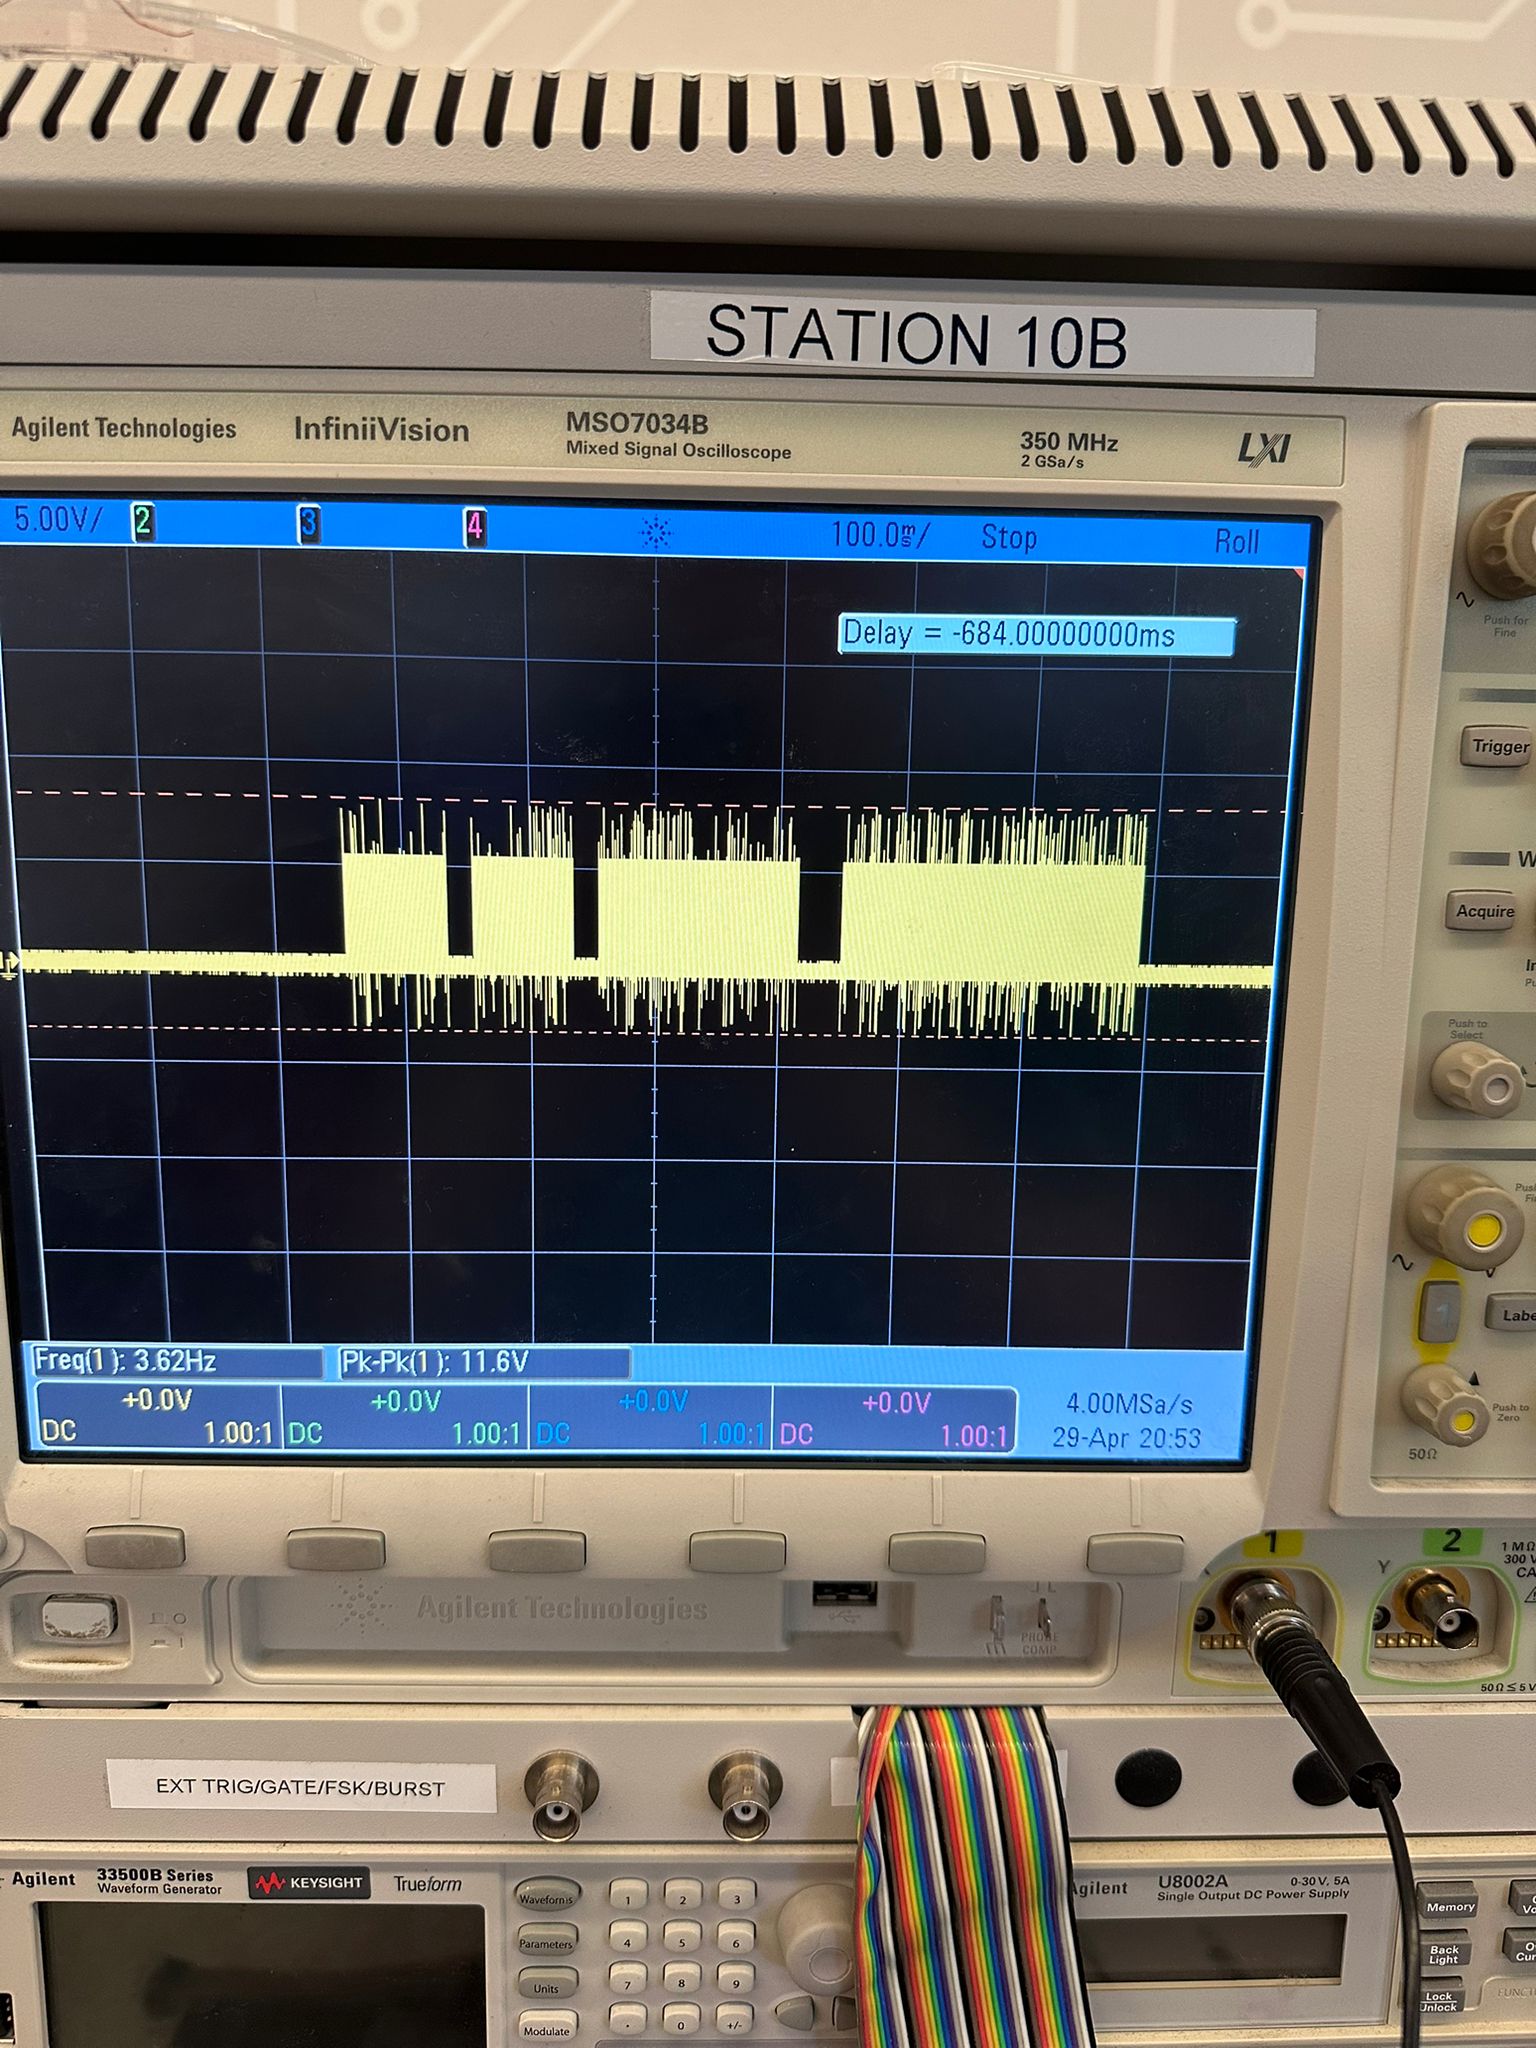 STATION 10B
Agilent Technologies InfiniiVision MSO7034B 350 MHz LXI
Mixed Signal Oscilloscope 2 GSa/s
5.00V/ 2 3 4 100.0ms/ Stop Roll
Delay = -684.00000000ms
Push for
Fine
Trigger
Acquire
Push to
Select
Freq(1): 3.62Hz Pk-Pk(1): 11.6V
+0.0V +0.0V +0.0V +0.0V 4.00MSa/s
DC 1.00:1 DC 1.00:1 DC 1.00:1 DC 1.00:1 29-Apr 20:53
1
Push to
Zero
50Ω
Agilent Technologies
PROBE
COMP
1 2
Y
1 MΩ
300 V
50Ω ≤ 5 V
EXT TRIG/GATE/FSK/BURST
Agilent 33500B Series KEYSIGHT Trueform
Waveform Generator
Waveforms 1 2 3
Parameters 4 5 6
Units 7 8 9
Modulate . 0 +/-
Agilent U8002A 0-30V, 5A
Single Output DC Power Supply
Memory
Back
Light
Lock
Unlock